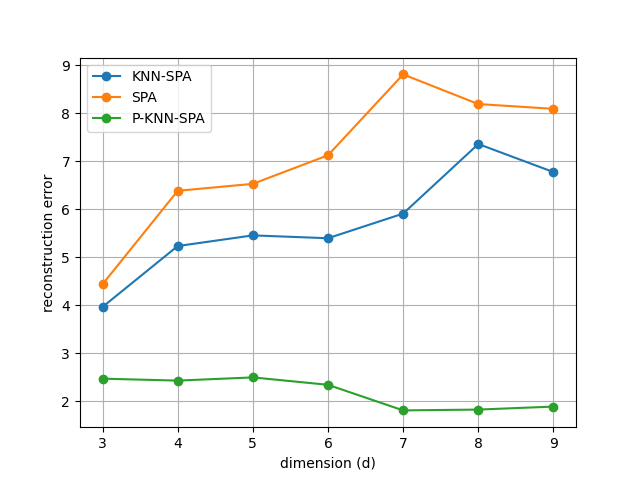 KNN-SPA
SPA
P-KNN-SPA
reconstruction error
9
8
7
6
5
4
3
2
3 4 5 6 7 8 9
dimension (d)